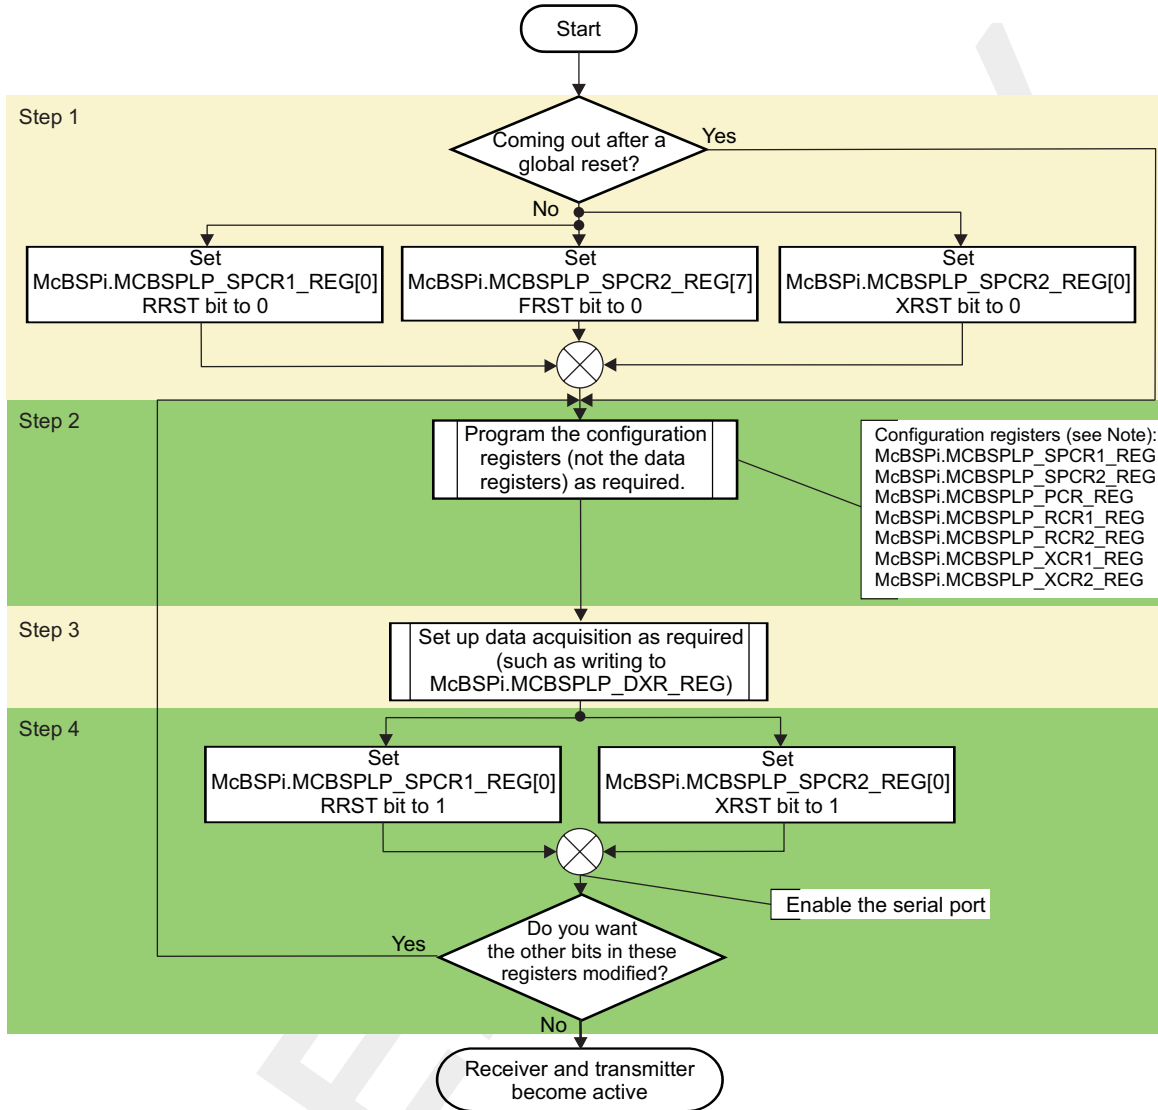 Start
Step 1
Coming out after a
global reset?
Yes
No
Set
McBSPi.MCBSPLP_SPCR1_REG[0]
RRST bit to 0
Set
McBSPi.MCBSPLP_SPCR2_REG[7]
FRST bit to 0
Set
McBSPi.MCBSPLP_SPCR2_REG[0]
XRST bit to 0
Step 2
Program the configuration
registers (not the data
registers) as required.
Configuration registers (see Note):
McBSPi.MCBSPLP_SPCR1_REG
McBSPi.MCBSPLP_SPCR2_REG
McBSPi.MCBSPLP_PCR_REG
McBSPi.MCBSPLP_RCR1_REG
McBSPi.MCBSPLP_RCR2_REG
McBSPi.MCBSPLP_XCR1_REG
McBSPi.MCBSPLP_XCR2_REG
Step 3
Set up data acquisition as required
(such as writing to
McBSPi.MCBSPLP_DXR_REG)
Step 4
Set
McBSPi.MCBSPLP_SPCR1_REG[0]
RRST bit to 1
Set
McBSPi.MCBSPLP_SPCR2_REG[0]
XRST bit to 1
Enable the serial port
Do you want
the other bits in these
registers modified?
Yes
No
Receiver and transmitter
become active